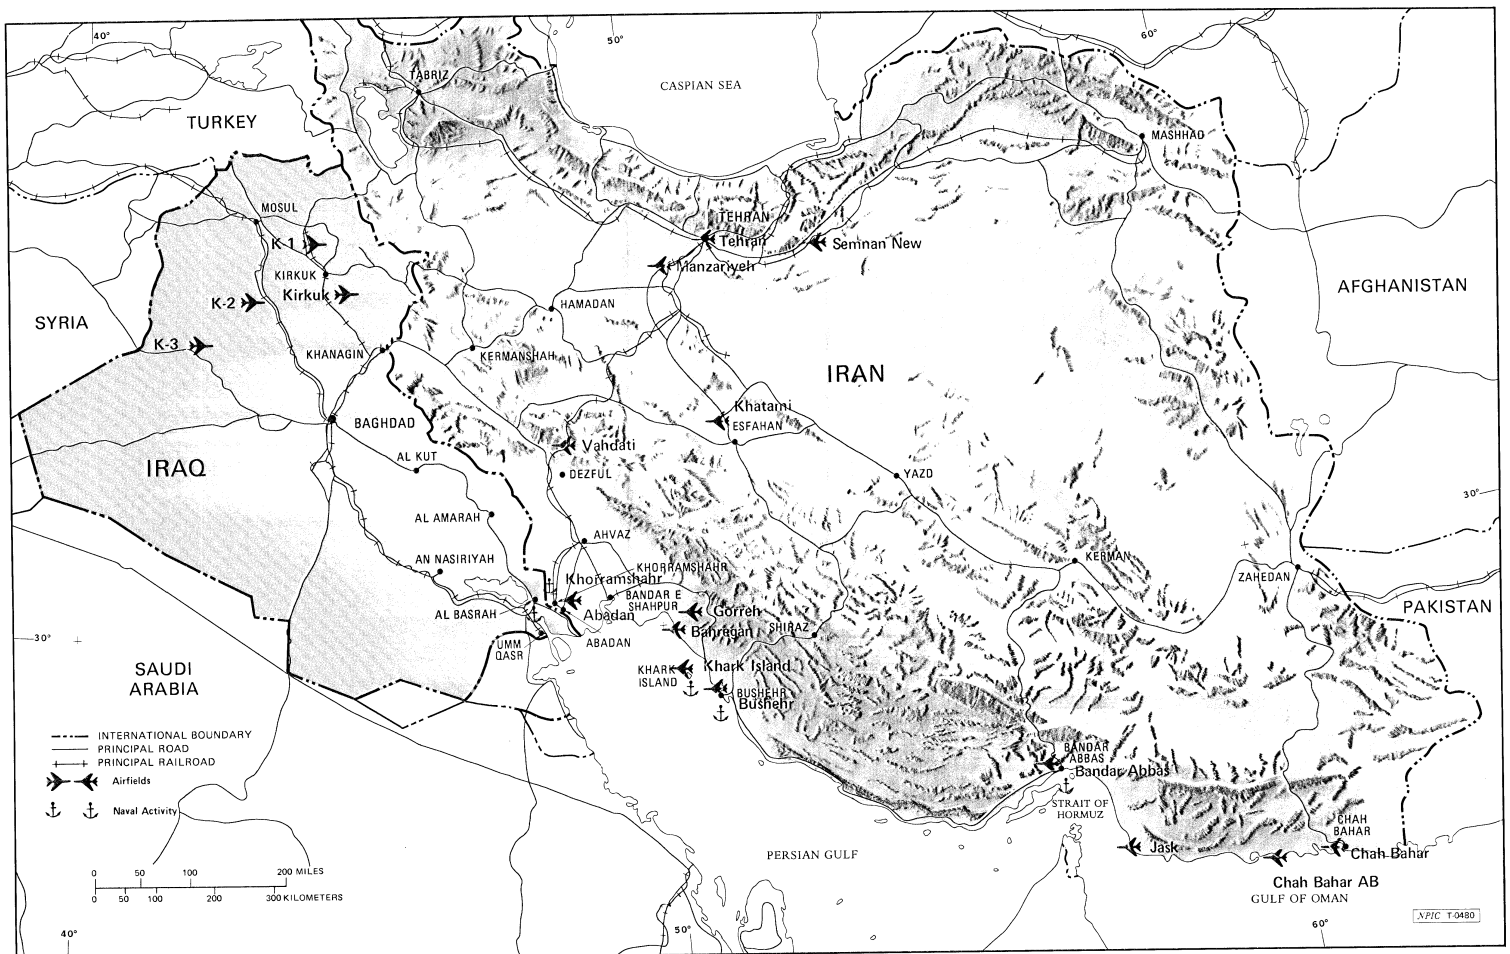 40°
50°
60°
TABRIZ
CASPIAN SEA
TURKEY
MASHHAD
MOSUL
TEHRAN
Tehran
K-1
Semnan New
Manzariyeh
KIRKUK
Kirkuk
AFGHANISTAN
K-2
HAMADAN
SYRIA
K-3
KHANAGIN
KERMANSHAH
IRAN
Khatami
ESFAHAN
BAGHDAD
Vahdati
AL KUT
IRAQ
DEZFUL
YAZD
30°
AL AMARAH
AHVAZ
AN NASIRIYAH
KERMAN
KHORRAMSHAHR
Khorramshahr
ZAHEDAN
BANDAR E
SHAHPUR
PAKISTAN
AL BASRAH
Abadan
Gorreh
SHIRAZ
Bahregan
30°
UMM
QASR
ABADAN
SAUDI
ARABIA
KHARK
ISLAND
Khark Island
BUSHEHR
Bushehr
INTERNATIONAL BOUNDARY
PRINCIPAL ROAD
PRINCIPAL RAILROAD
Airfields
Naval Activity
BANDAR
ABBAS
Bandar Abbas
STRAIT OF
HORMUZ
CHAH
BAHAR
Jask
Chah Bahar
PERSIAN GULF
Chah Bahar AB
GULF OF OMAN
0 50 100 200 MILES
0 50 100 200 300 KILOMETERS
NPIC T-0480
40°
50°
60°